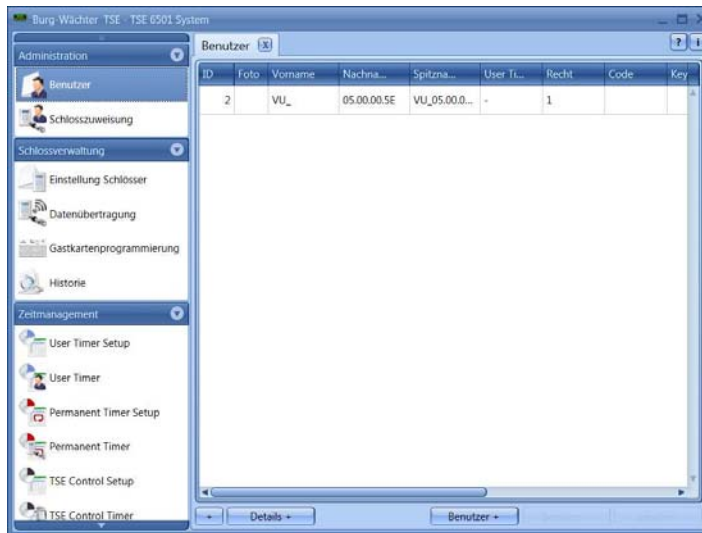 Burg-Wächter TSE - TSE 6501 System
Administration
Benutzer
Schlosszuweisung
Schlossverwaltung
Einstellung Schlösser
Datenübertragung
Gastkartenprogrammierung
Historie
Zeitmanagement
User Timer Setup
User Timer
Permanent Timer Setup
Permanent Timer
TSE Control Setup
TSE Control Timer
Benutzer x
? i
ID Foto Vorname Nachna... Spitzna... User Ti... Recht Code Key
2 VU_ 05.00.00.5E VU_05.00.0... - 1
+ Details + Benutzer +